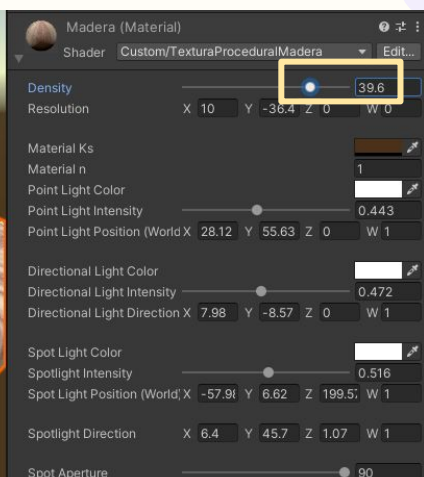 Madera (Material)
Shader Custom/TexturaProceduralMadera Edit...
Density 39.6
Resolution X 10 Y -36.4 Z 0 W 0
Material Ks
Material n 1
Point Light Color
Point Light Intensity 0.443
Point Light Position (World X 28.12 Y 55.63 Z 0 W 1
Directional Light Color
Directional Light Intensity 0.472
Directional Light Direction X 7.98 Y -8.57 Z 0 W 1
Spot Light Color
Spotlight Intensity 0.516
Spot Light Position (World) X -57.98 Y 6.62 Z 199.57 W 1
Spotlight Direction X 6.4 Y 45.7 Z 1.07 W 1
Spot Aperture 90